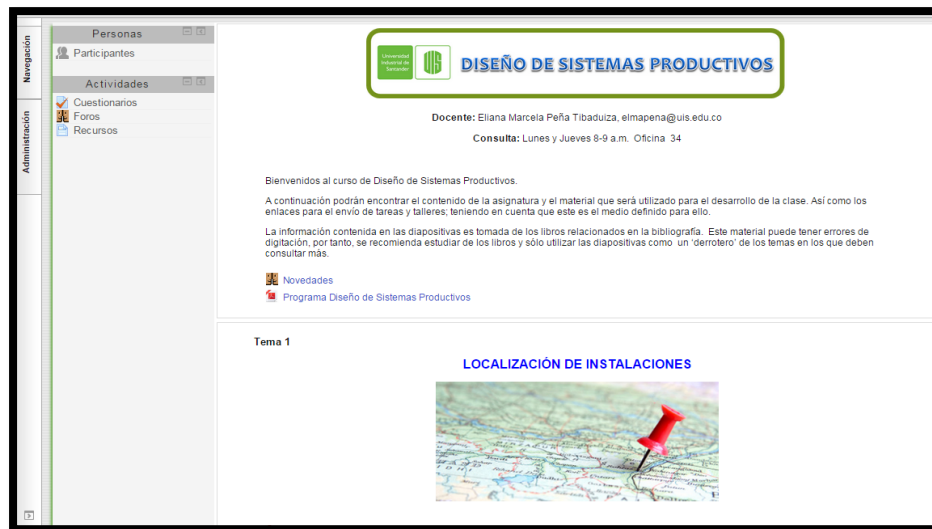 Navegación
Administración
Personas
Participantes
Actividades
Cuestionarios
Foros
Recursos
Universidad
Industrial de
Santander
UIS
DISEÑO DE SISTEMAS PRODUCTIVOS
Docente: Eliana Marcela Peña Tibaduiza, elmapena@uis.edu.co
Consulta: Lunes y Jueves 8-9 a.m. Oficina 34
Bienvenidos al curso de Diseño de Sistemas Productivos.
A continuación podrán encontrar el contenido de la asignatura y el material que será utilizado para el desarrollo de la clase. Así como los
enlaces para el envío de tareas y talleres; teniendo en cuenta que este es el medio definido para ello.
La información contenida en las diapositivas es tomada de los libros relacionados en la bibliografía. Este material puede tener errores de
digitación, por tanto, se recomienda estudiar de los libros y sólo utilizar las diapositivas como un 'derrotero' de los temas en los que deben
consultar más.
Novedades
Programa Diseño de Sistemas Productivos
Tema 1
LOCALIZACIÓN DE INSTALACIONES